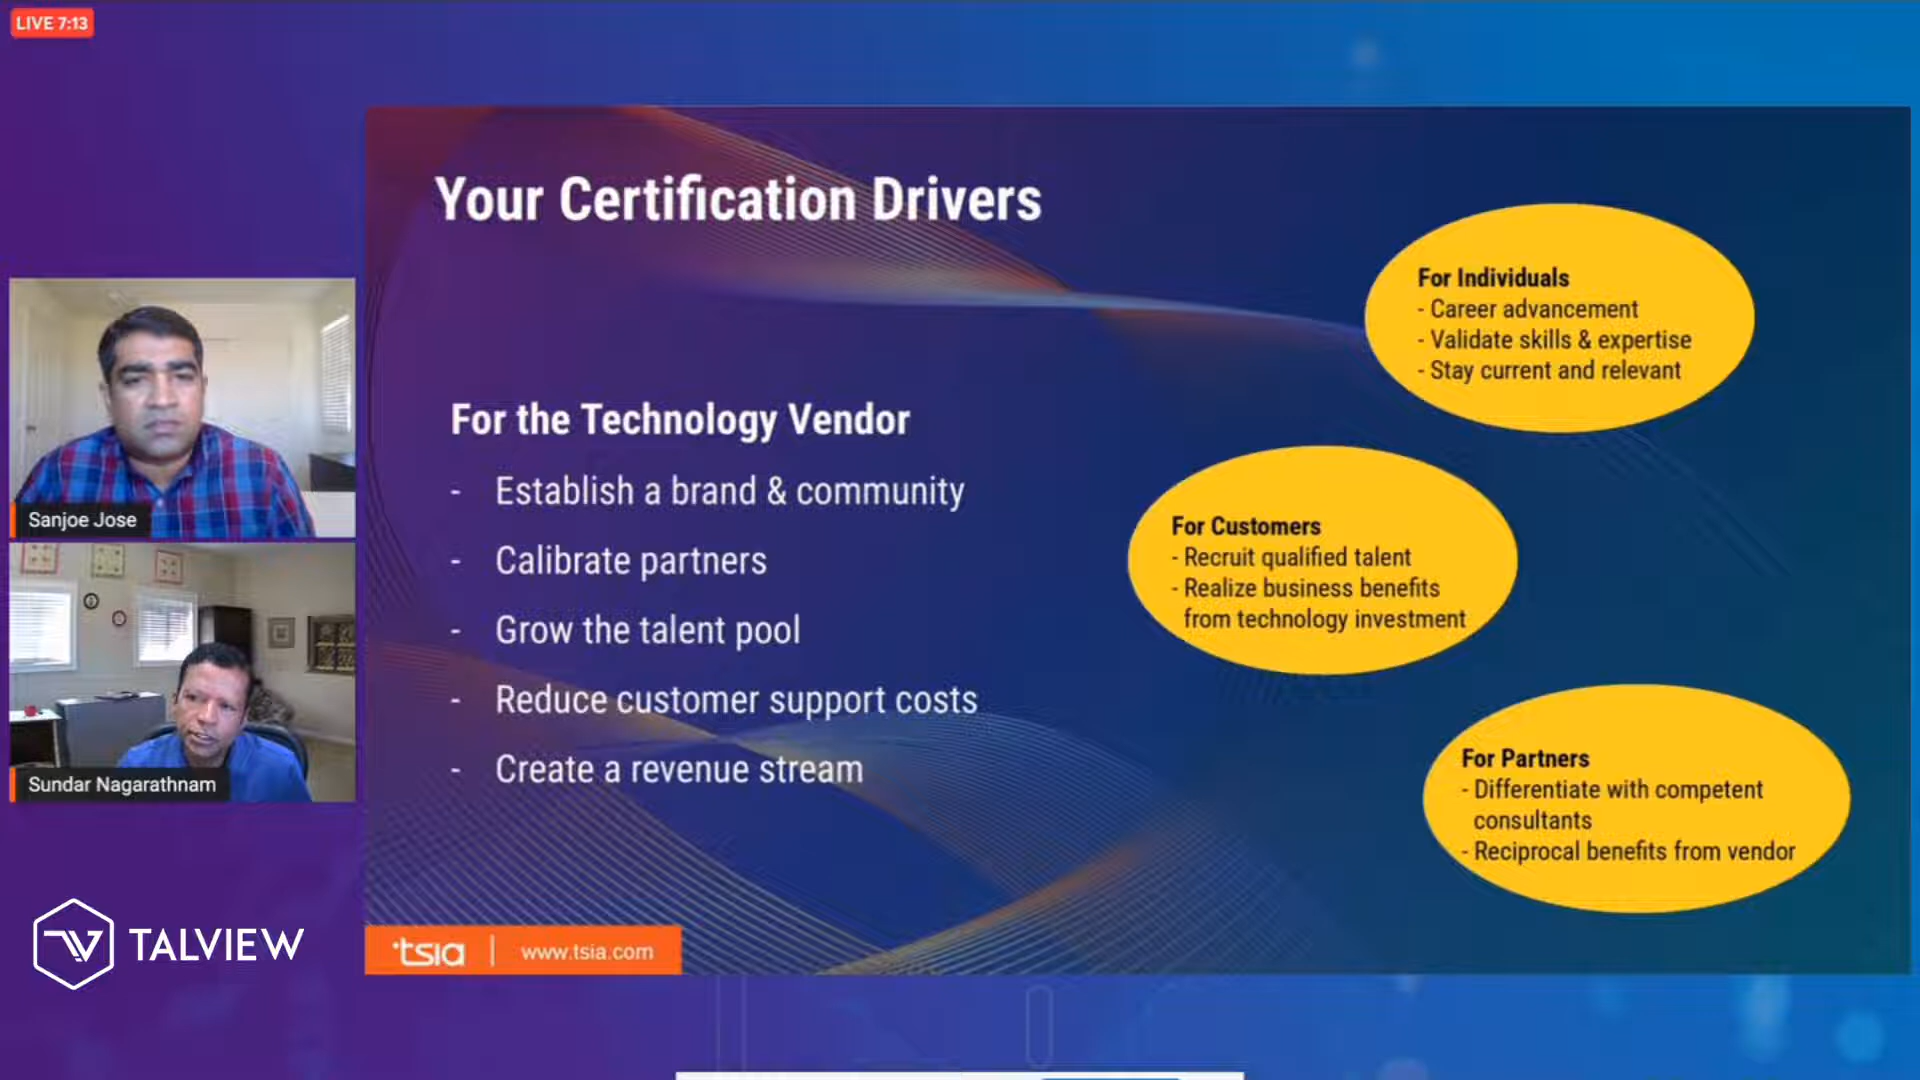 LIVE 7:13
Your Certification Drivers
For the Technology Vendor
- Establish a brand & community
- Calibrate partners
- Grow the talent pool
- Reduce customer support costs
- Create a revenue stream
For Individuals
- Career advancement
- Validate skills & expertise
- Stay current and relevant
For Customers
- Recruit qualified talent
- Realize business benefits
from technology investment
For Partners
- Differentiate with competent
consultants
- Reciprocal benefits from vendor
Sanjoe Jose
Sundar Nagarathnam
TALVIEW
tsia | www.tsia.com